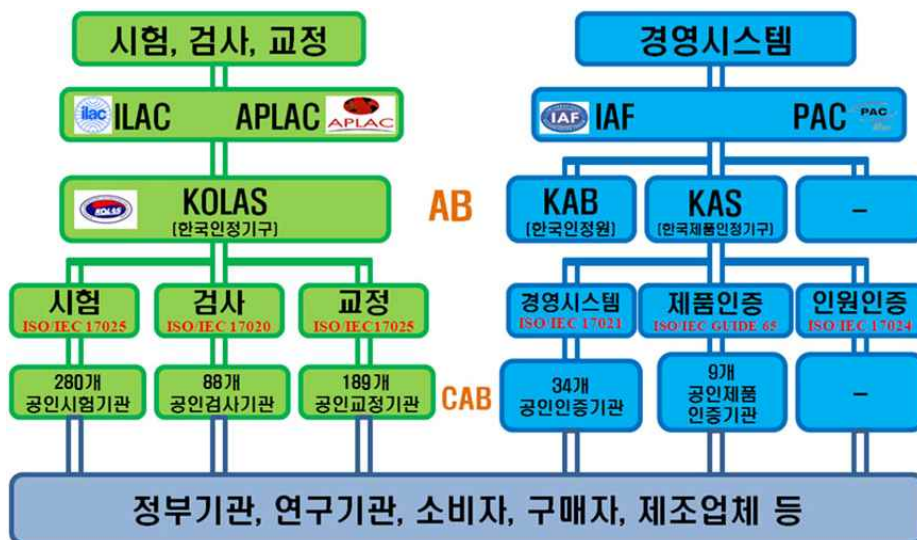 시험, 검사, 교정
경영시스템
ilac ILAC APLAC APLAC
IAF IAF PAC PAC
KOLAS KOLAS
(한국인정기구)
AB
KAB
(한국인정원)
KAS
(한국제품인정기구)
-
시험
ISO/IEC 17025
검사
ISO/IEC 17020
교정
ISO/IEC17025
경영시스템
ISO/IEC 17021
제품인증
ISO/IEC GUIDE 65
인원인증
ISO/IEC 17024
280개
공인시험기관
88개
공인검사기관
189개
공인교정기관
CAB
34개
공인인증기관
9개
공인제품
인증기관
-
정부기관, 연구기관, 소비자, 구매자, 제조업체 등